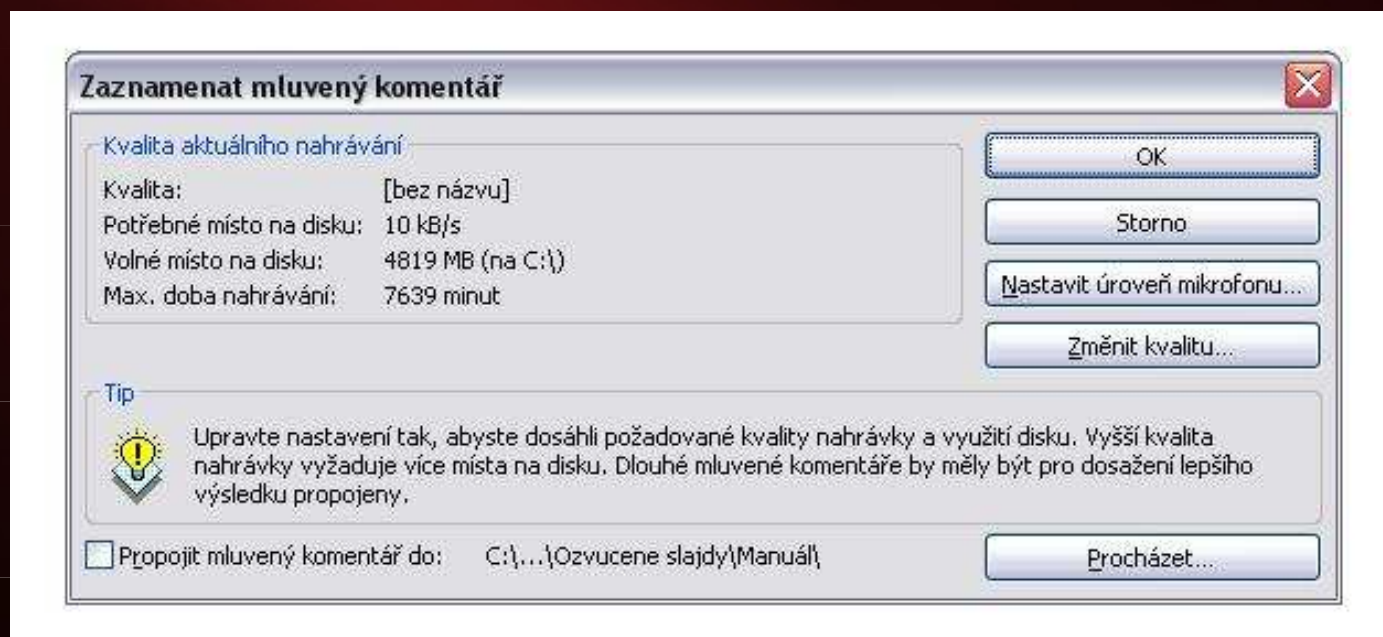 Zaznamenat mluvený komentář
Kvalita aktuálního nahrávání
Kvalita: [bez názvu]
Potřebné místo na disku: 10 kB/s
Volné místo na disku: 4819 MB (na C:\)
Max. doba nahrávání: 7639 minut
OK
Storno
Nastavit úroveň mikrofonu...
Změnit kvalitu...
Tip
Upravte nastavení tak, abyste dosáhli požadované kvality nahrávky a využití disku. Vyšší kvalita
nahrávky vyžaduje více místa na disku. Dlouhé mluvené komentáře by měly být pro dosažení lepšího
výsledku propojeny.
Propojit mluvený komentář do: C:\...\Ozvucene slajdy\Manuál\
Procházet...